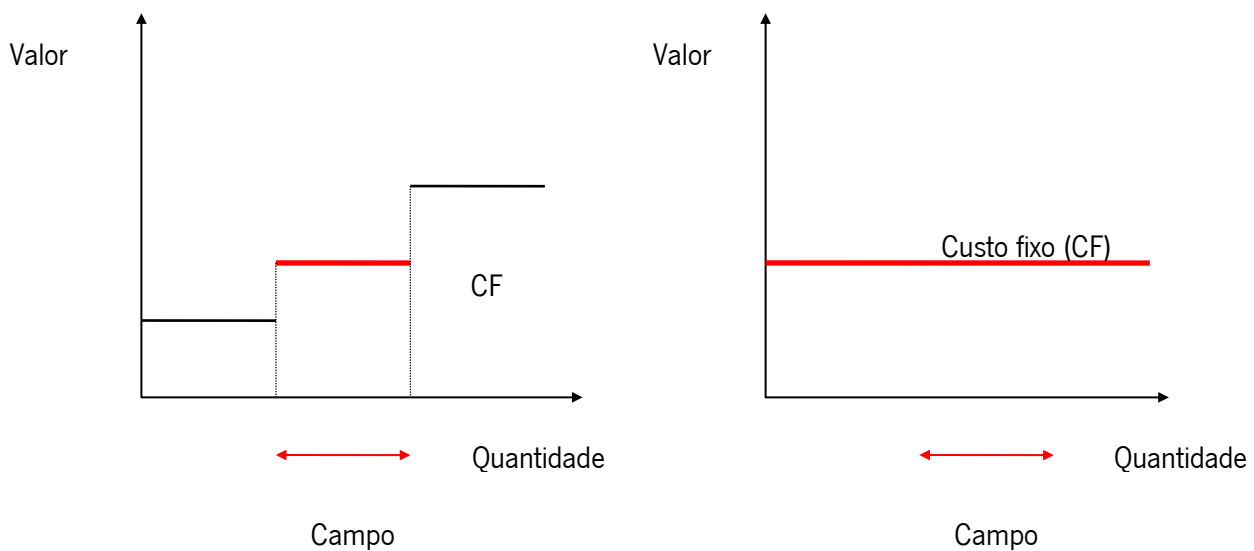 Valor
CF
Quantidade
Campo
Valor
Custo fixo (CF)
Quantidade
Campo